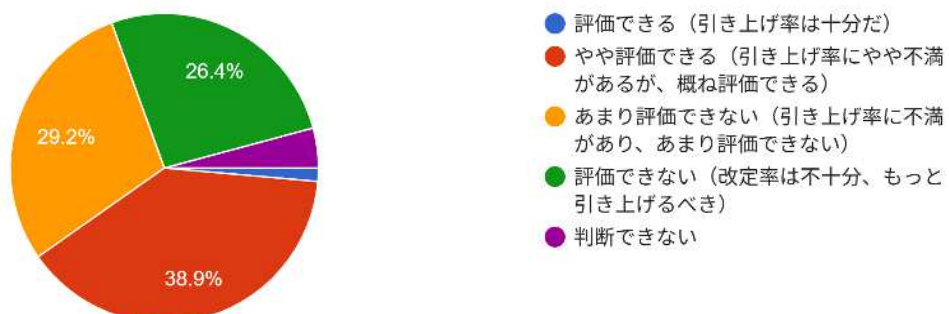 26.4%
29.2%
38.9%
評価できる（引き上げ率は十分だ）
やや評価できる（引き上げ率にやや不満
があるが、概ね評価できる）
あまり評価できない（引き上げ率に不満
があり、あまり評価できない）
評価できない（改定率は不十分、もっと
引き上げるべき）
判断できない